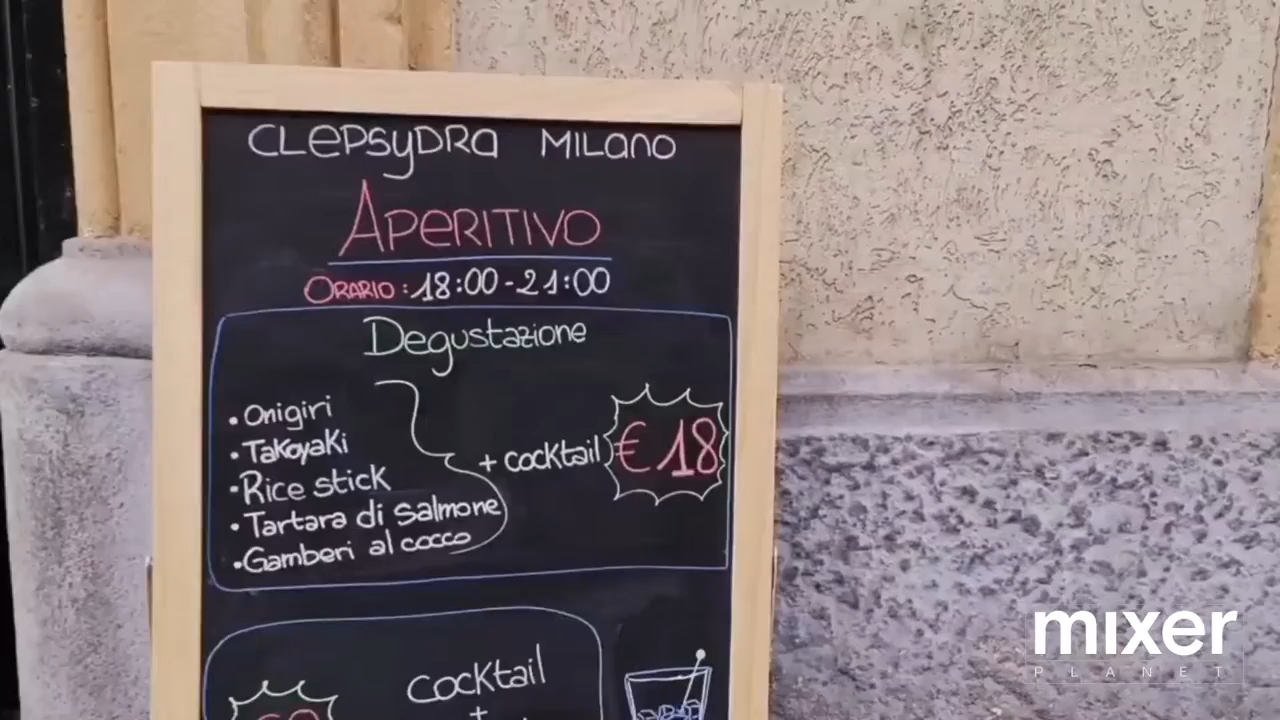 CLEPSYDRA MILANO
APERITIVO
ORARIO: 18:00-21:00
Degustazione
• Onigiri
• Takoyaki
• Rice stick
• Tartara di salmone
• Gamberi al cocco
+ cocktail €18
cocktail
+
mixer
PLANET